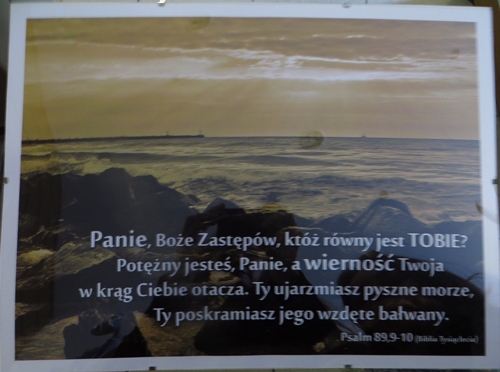 Panie, Boże Zastępów, któż równy jest TOBIE?
Potężny jesteś, Panie, a wierność Twoja
w krąg Ciebie otacza. Ty ujarzmiasz pyszne morze,
Ty poskramiasz jego wzdęte bałwany.
Psalm 89,9-10 (Biblia Tysiąclecia)